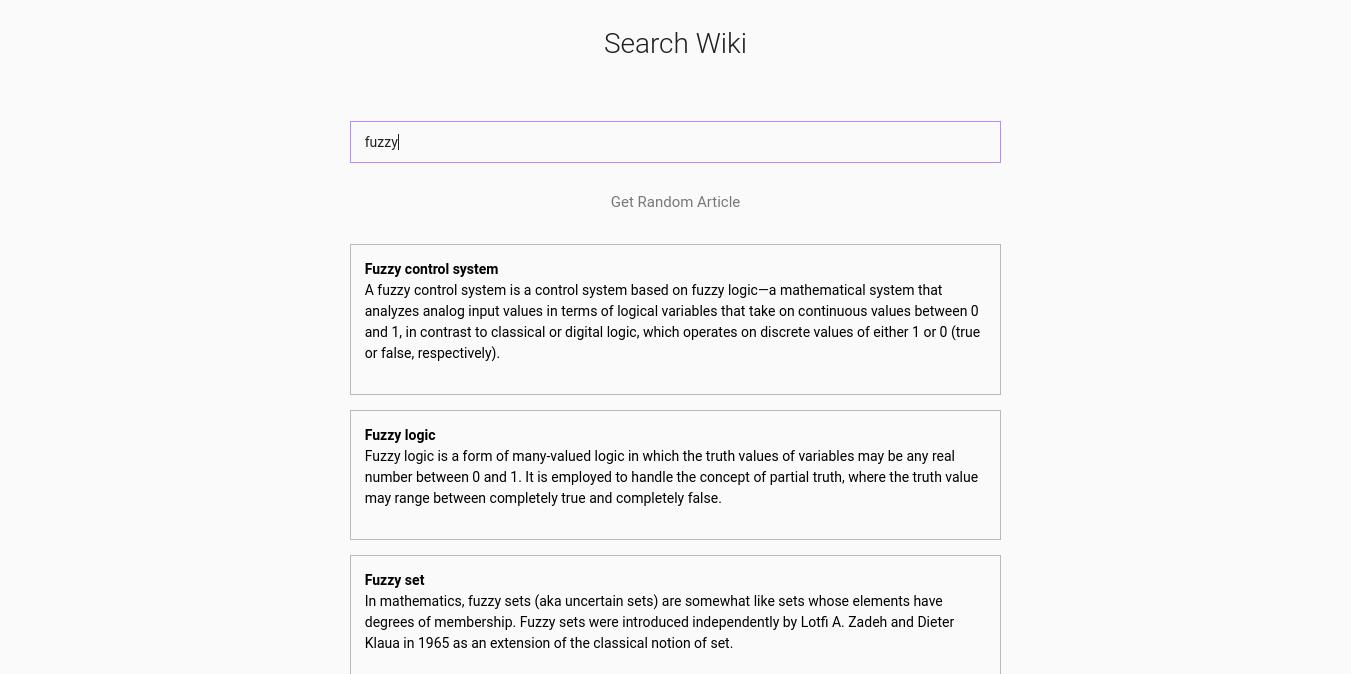 Search Wiki
fuzzy
Get Random Article
Fuzzy control system
A fuzzy control system is a control system based on fuzzy logic—a mathematical system that
analyzes analog input values in terms of logical variables that take on continuous values between 0
and 1, in contrast to classical or digital logic, which operates on discrete values of either 1 or 0 (true
or false, respectively).
Fuzzy logic
Fuzzy logic is a form of many-valued logic in which the truth values of variables may be any real
number between 0 and 1. It is employed to handle the concept of partial truth, where the truth value
may range between completely true and completely false.
Fuzzy set
In mathematics, fuzzy sets (aka uncertain sets) are somewhat like sets whose elements have
degrees of membership. Fuzzy sets were introduced independently by Lotfi A. Zadeh and Dieter
Klaua in 1965 as an extension of the classical notion of set.